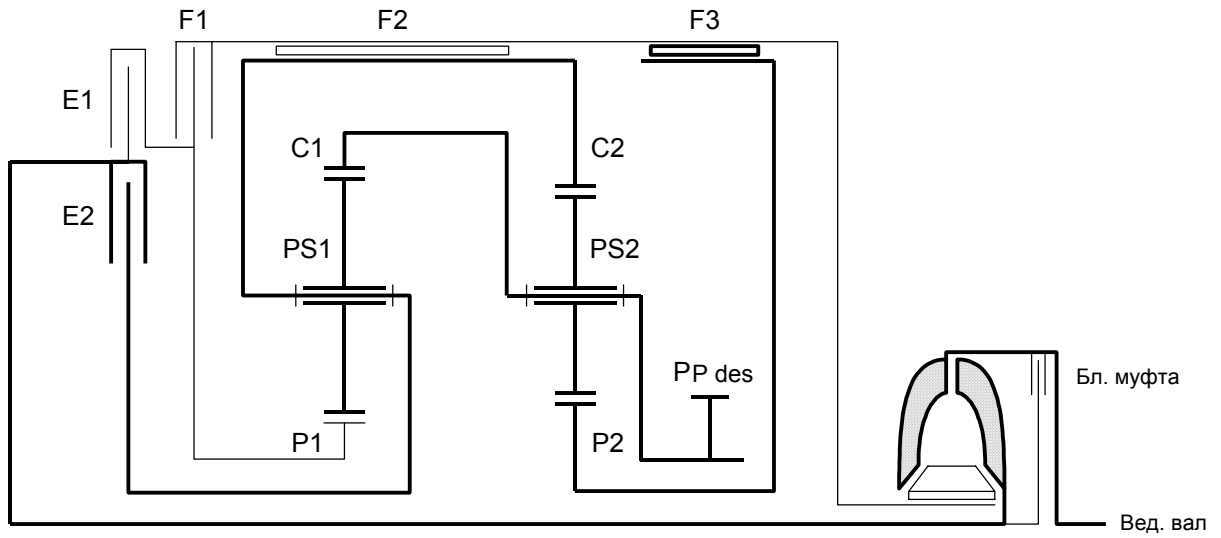 F1 F2 F3
E1
C1 C2
E2
PS1 PS2
PP des
Бл. муфта
P1 P2
Вед. вал